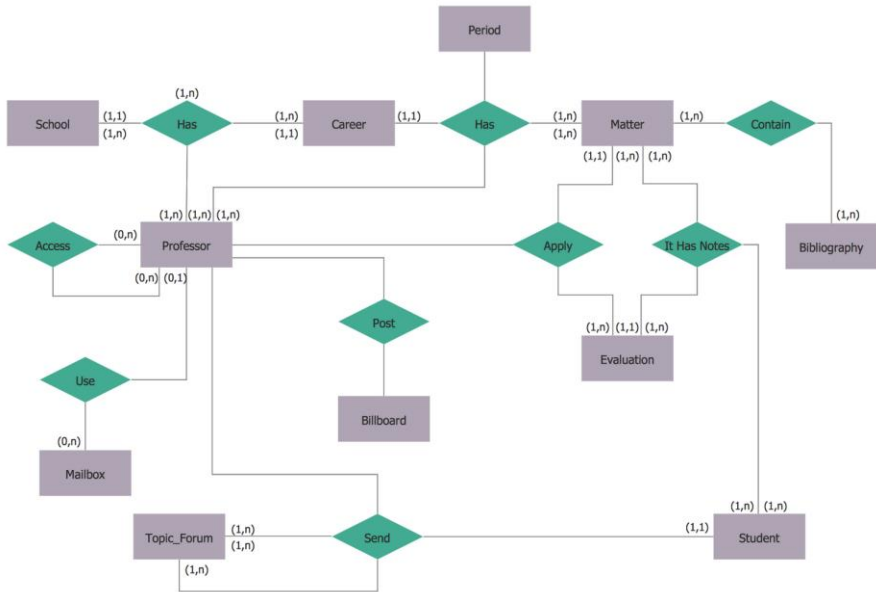 Period
(1,n)
School
(1,1)
(1,n)
Has
(1,n)
(1,1)
Career
(1,1)
Has
(1,n)
(1,n)
Matter
(1,n)
Contain
(1,1) (1,n) (1,n)
(1,n) (1,n) (1,n)
(1,n)
Access
(0,n)
Professor
Apply
It Has Notes
Bibliography
(0,n) (0,1)
Post
(1,n) (1,1) (1,n)
Evaluation
Use
Billboard
(0,n)
Mailbox
(1,n) (1,n)
Topic_Forum
(1,n)
(1,n)
Send
(1,1)
Student
(1,n)